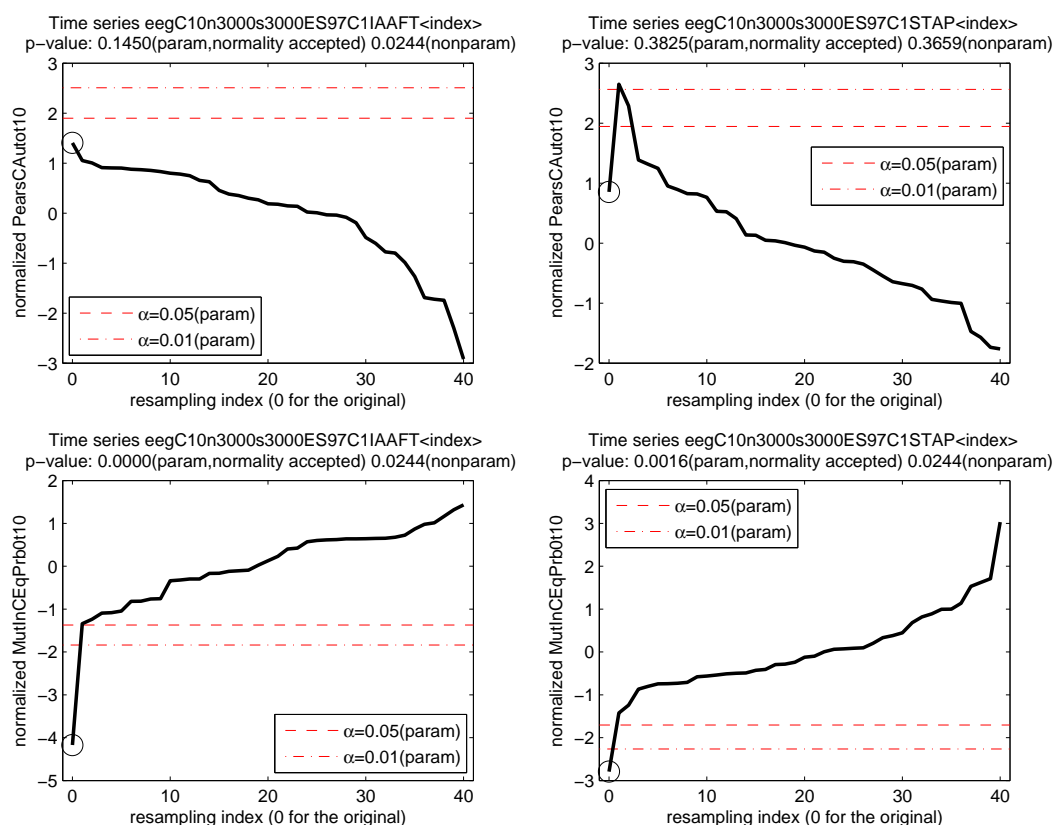 Time series eegC10n3000s3000ES97C1IAAFT<index>
p−value: 0.1450(param,normality accepted) 0.0244(nonparam)
3
2
1
0
−1
−2
−3
normalized PearsCAutot10
α=0.05(param)
α=0.01(param)
0 10 20 30 40
resampling index (0 for the original)
Time series eegC10n3000s3000ES97C1STAP<index>
p−value: 0.3825(param,normality accepted) 0.3659(nonparam)
3
2
1
0
−1
−2
normalized PearsCAutot10
α=0.05(param)
α=0.01(param)
0 10 20 30 40
resampling index (0 for the original)
Time series eegC10n3000s3000ES97C1IAAFT<index>
p−value: 0.0000(param,normality accepted) 0.0244(nonparam)
2
1
0
−1
−2
−3
−4
−5
normalized MutInCEqPrb0t10
α=0.05(param)
α=0.01(param)
0 10 20 30 40
resampling index (0 for the original)
Time series eegC10n3000s3000ES97C1STAP<index>
p−value: 0.0016(param,normality accepted) 0.0244(nonparam)
4
3
2
1
0
−1
−2
−3
normalized MutInCEqPrb0t10
α=0.05(param)
α=0.01(param)
0 10 20 30 40
resampling index (0 for the original)